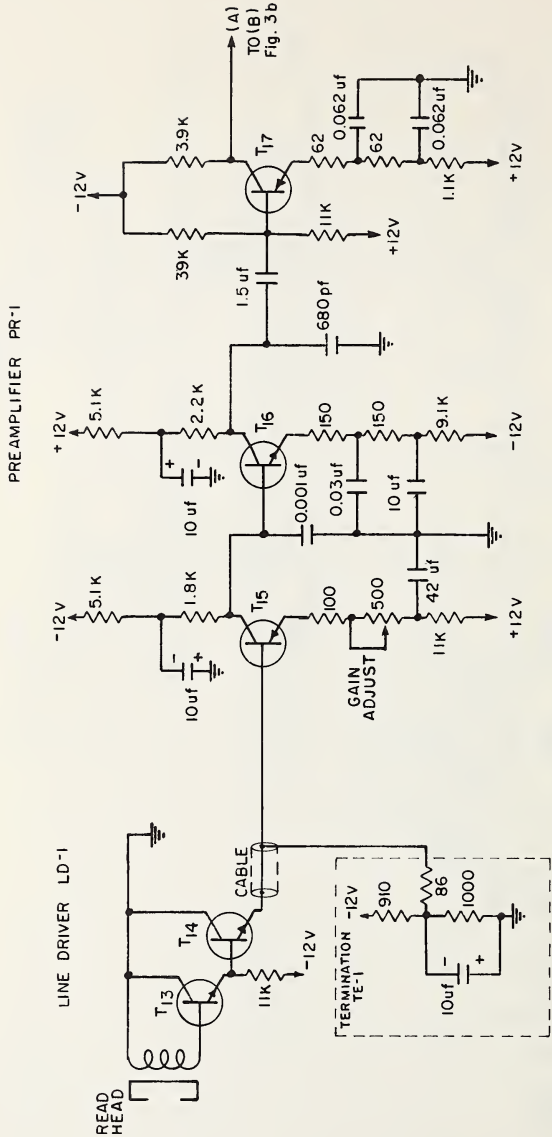 PREAMPLIFIER PR-1
LINE DRIVER LD-1
READ
HEAD
T13
T14
11K
-12V
CABLE
TERMINATION
TE-1
-12V
910
86
1000
10uf
-
+
-12V
5.1K
1.8K
10uf
-
+
T15
100
500
GAIN
ADJUST
42
uf
11K
+12V
+12V
5.1K
2.2K
10 uf
+
-
T16
0.001uf
150
0.03uf
150
10 uf
9.1K
-12V
680pf
1.5uf
-12V
39K
3.9K
11K
+12V
T17
62
0.062uf
62
0.062uf
1.1K
+12V
(A)
TO(B)
Fig. 3b